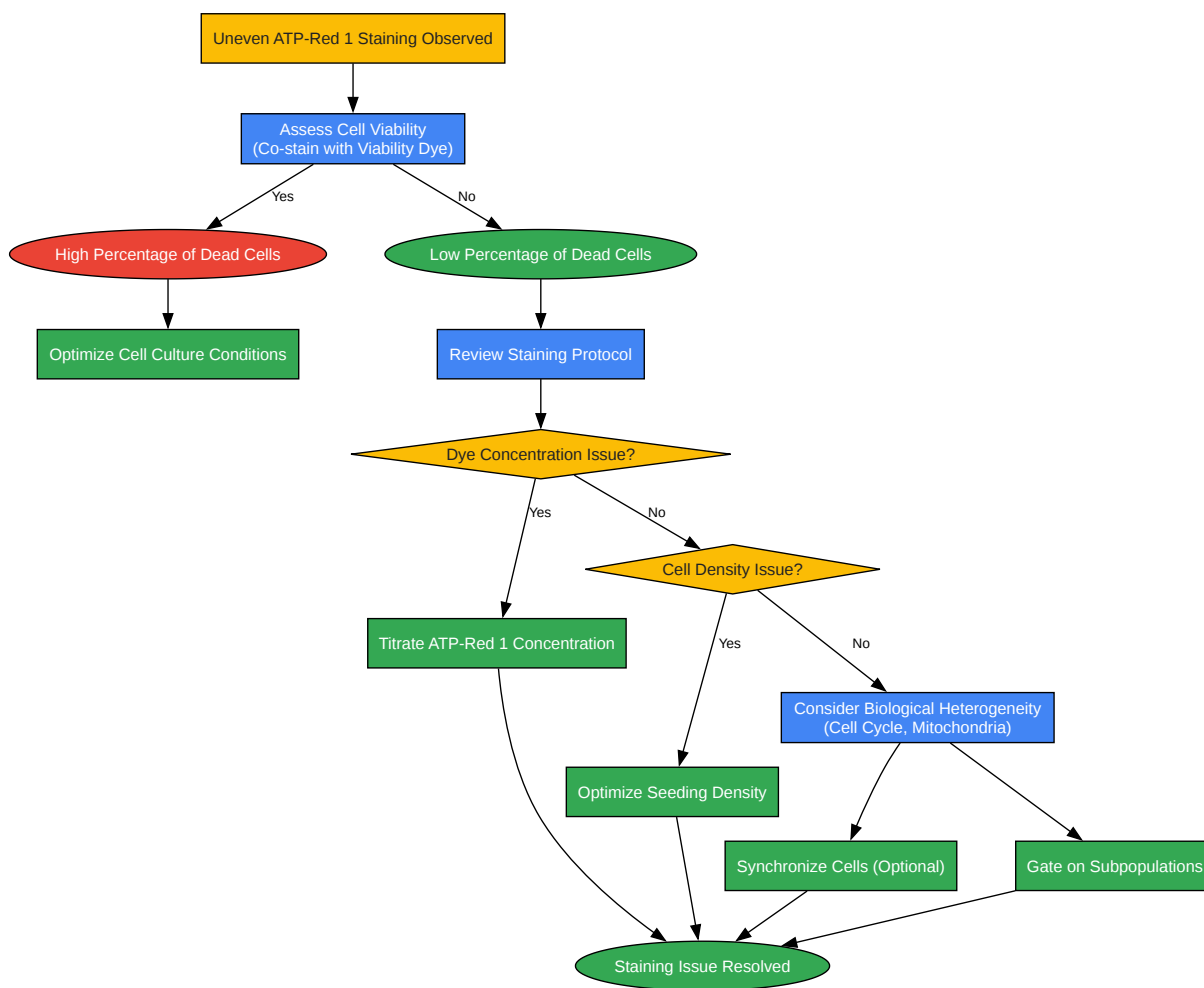 Uneven ATP-Red 1 Staining Observed
Assess Cell Viability
(Co-stain with Viability Dye)
Yes
No
High Percentage of Dead Cells
Low Percentage of Dead Cells
Optimize Cell Culture Conditions
Review Staining Protocol
Dye Concentration Issue?
Yes
No
Cell Density Issue?
Titrate ATP-Red 1 Concentration
Yes
No
Consider Biological Heterogeneity
(Cell Cycle, Mitochondria)
Optimize Seeding Density
Synchronize Cells (Optional)
Gate on Subpopulations
Staining Issue Resolved